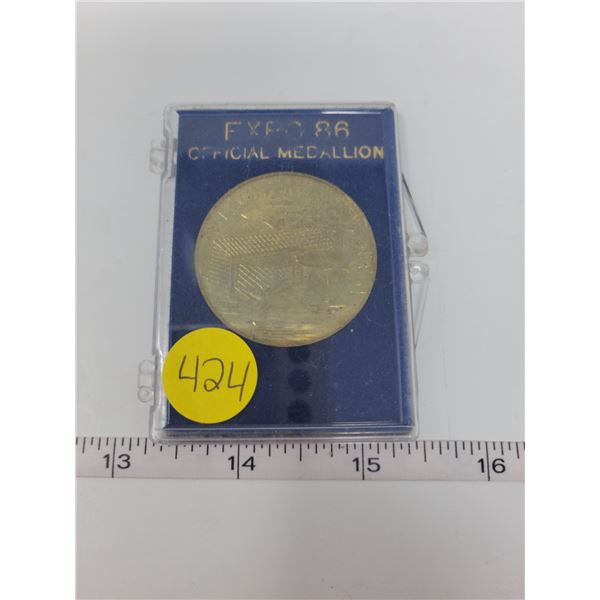 EXPO 86
OFFICIAL MEDALLION
424
13 14 15 16